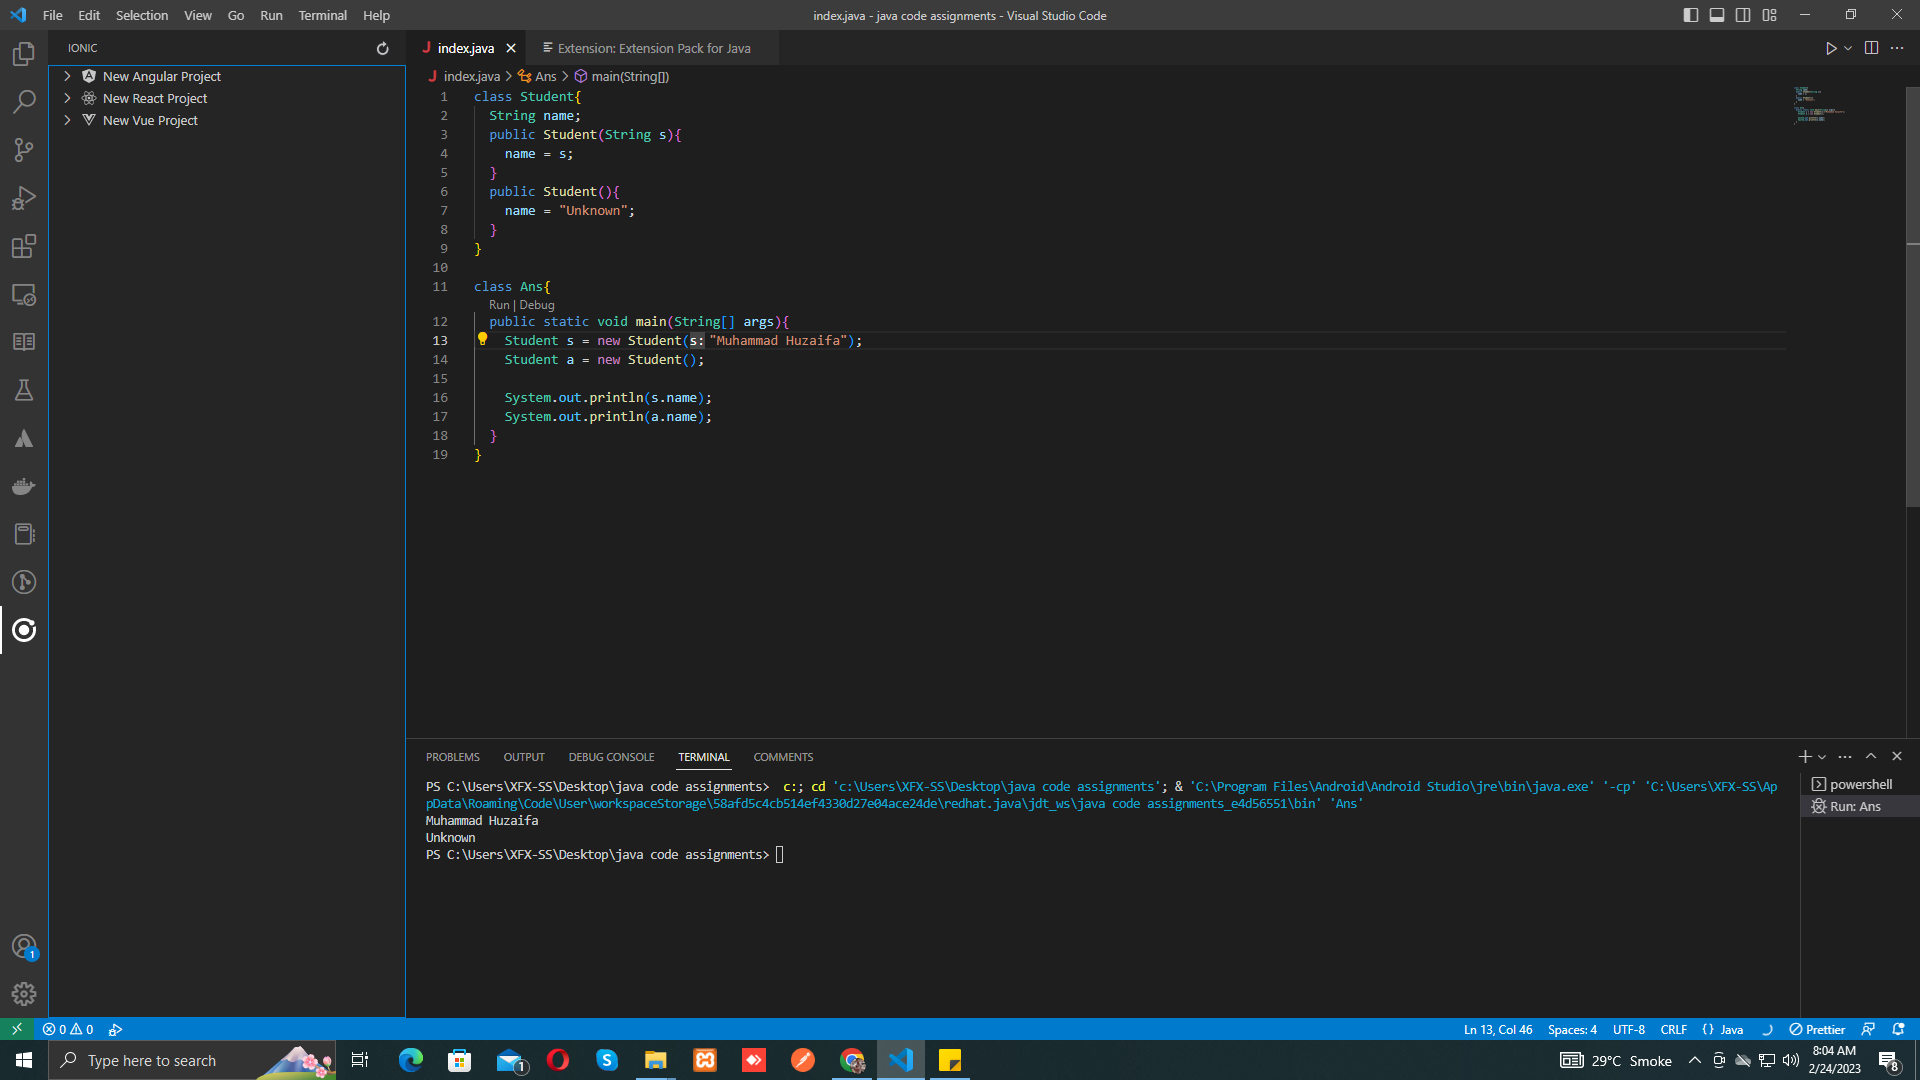 File Edit Selection View Go Run Terminal Help
index.java - java code assignments - Visual Studio Code
IONIC
New Angular Project
New React Project
New Vue Project
index.java
Extension: Extension Pack for Java
index.java > Ans > main(String[])
1 class Student{
2 String name;
3 public Student(String s){
4 name = s;
5 }
6 public Student(){
7 name = "Unknown";
8 }
9 }
10
11 class Ans{
Run | Debug
12 public static void main(String[] args){
13 Student s = new Student(s: "Muhammad Huzaifa");
14 Student a = new Student();
15
16 System.out.println(s.name);
17 System.out.println(a.name);
18 }
19 }
PROBLEMS OUTPUT DEBUG CONSOLE TERMINAL COMMENTS
PS C:\Users\XFX-SS\Desktop\java code assignments>  c:; cd 'c:\Users\XFX-SS\Desktop\java code assignments'; & 'C:\Program Files\Android\Android Studio\jre\bin\java.exe' '-cp' 'C:\Users\XFX-SS\Ap
pData\Roaming\Code\User\workspaceStorage\58afd5c4cb514ef4330d27e04ace24de\redhat.java\jdt_ws\java code assignments_e4d56551\bin' 'Ans'
Muhammad Huzaifa
Unknown
PS C:\Users\XFX-SS\Desktop\java code assignments>
powershell
Run: Ans
1
0 0
Ln 13, Col 46 Spaces: 4 UTF-8 CRLF {} Java Prettier
Type here to search
1
29°C Smoke
8:04 AM
2/24/2023
8